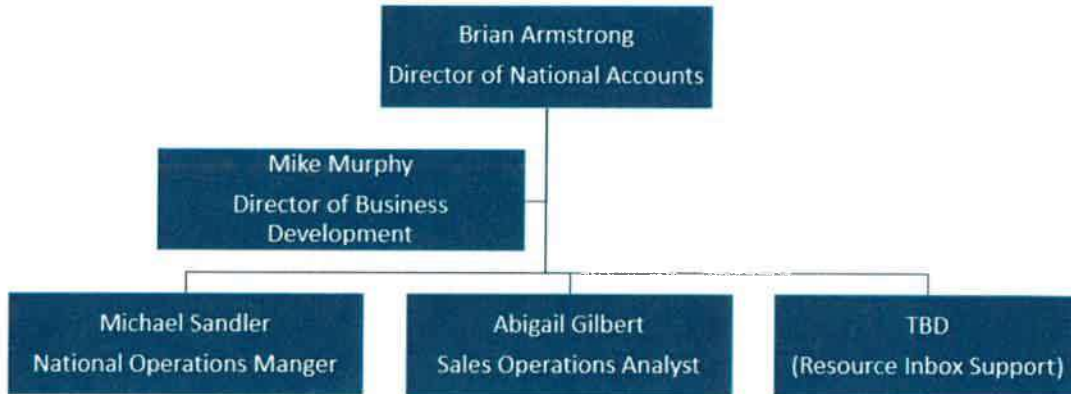 Brian Armstrong
Director of National Accounts
Mike Murphy
Director of Business
Development
Michael Sandler
National Operations Manger
Abigail Gilbert
Sales Operations Analyst
TBD
(Resource Inbox Support)